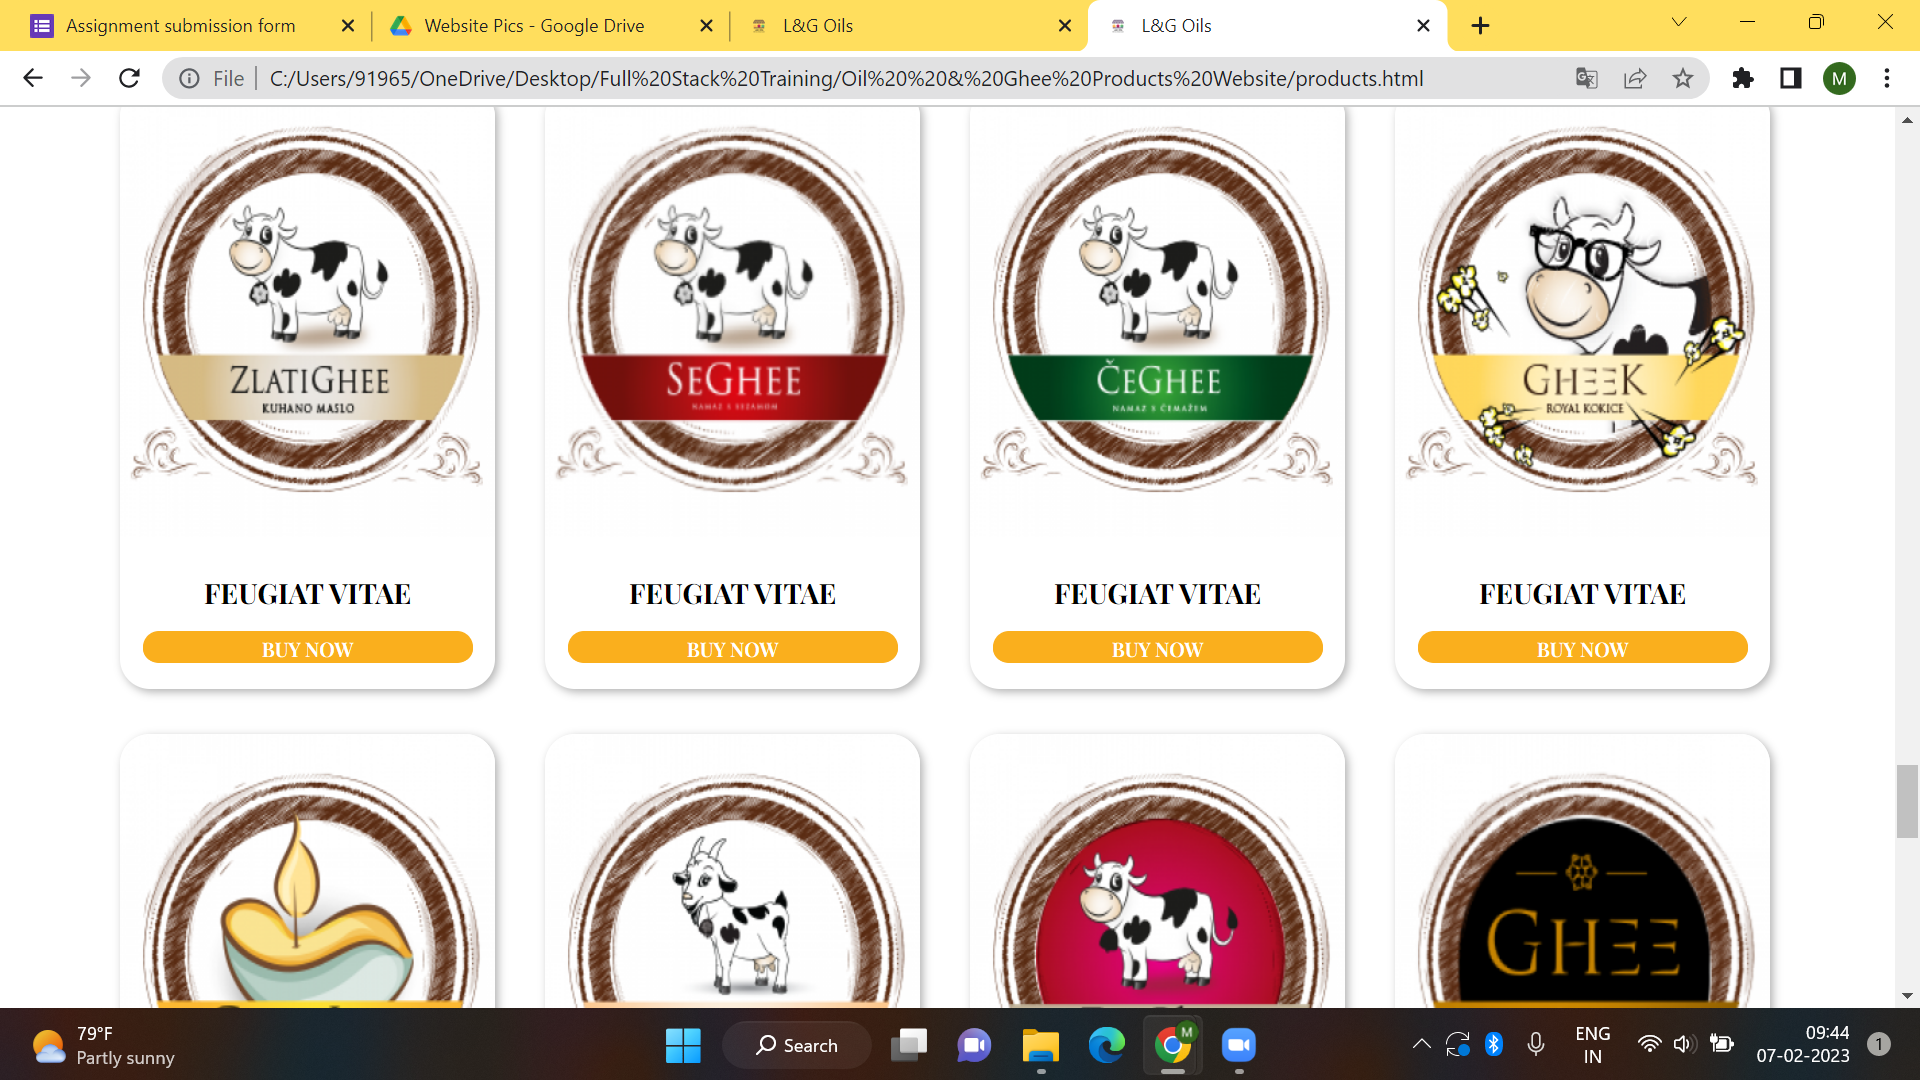 Assignment submission form
Website Pics - Google Drive
L&G Oils
L&G Oils
File
C:/Users/91965/OneDrive/Desktop/Full%20Stack%20Training/Oil%20%20&%20Ghee%20Products%20Website/products.html
M
ZLATIGHEE
KUHANO MASLO
SEGHEE
NAMAZ S SEZAMOM
ČEGHEE
NAMAZ S ČEMAŽEM
GHEEK
ROYAL KOKICE
FEUGIAT VITAE
FEUGIAT VITAE
FEUGIAT VITAE
FEUGIAT VITAE
BUY NOW
BUY NOW
BUY NOW
BUY NOW
GHEE
79°F
Partly sunny
Search
M
ENG
IN
09:44
07-02-2023
1